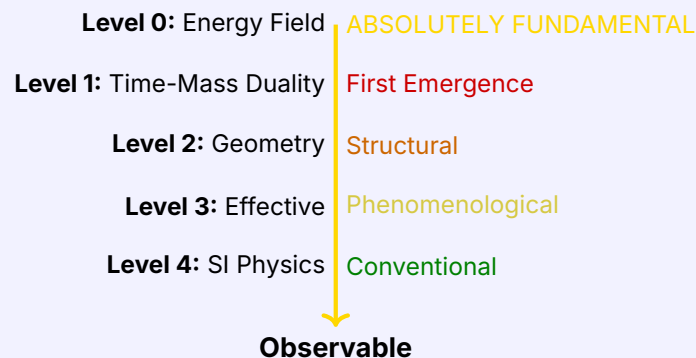 Level 0: Energy Field ABSOLUTELY FUNDAMENTAL
Level 1: Time-Mass Duality First Emergence
Level 2: Geometry Structural
Level 3: Effective Phenomenological
Level 4: SI Physics Conventional
Observable